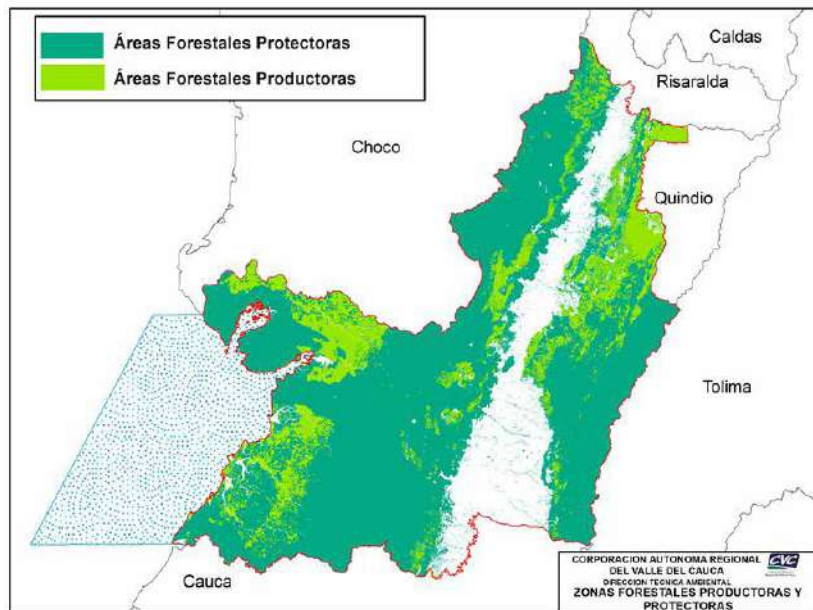 Áreas Forestales Protectoras
Áreas Forestales Productoras
Caldas
Risaralda
Choco
Quindio
Tolima
Cauca
CORPORACION AUTONOMA REGIONAL
DEL VALLE DEL CAUCA
DIRECCION TECNICA AMBIENTAL
ZONAS FORESTALES PRODUCTORAS Y
PROTECTORAS
CVC